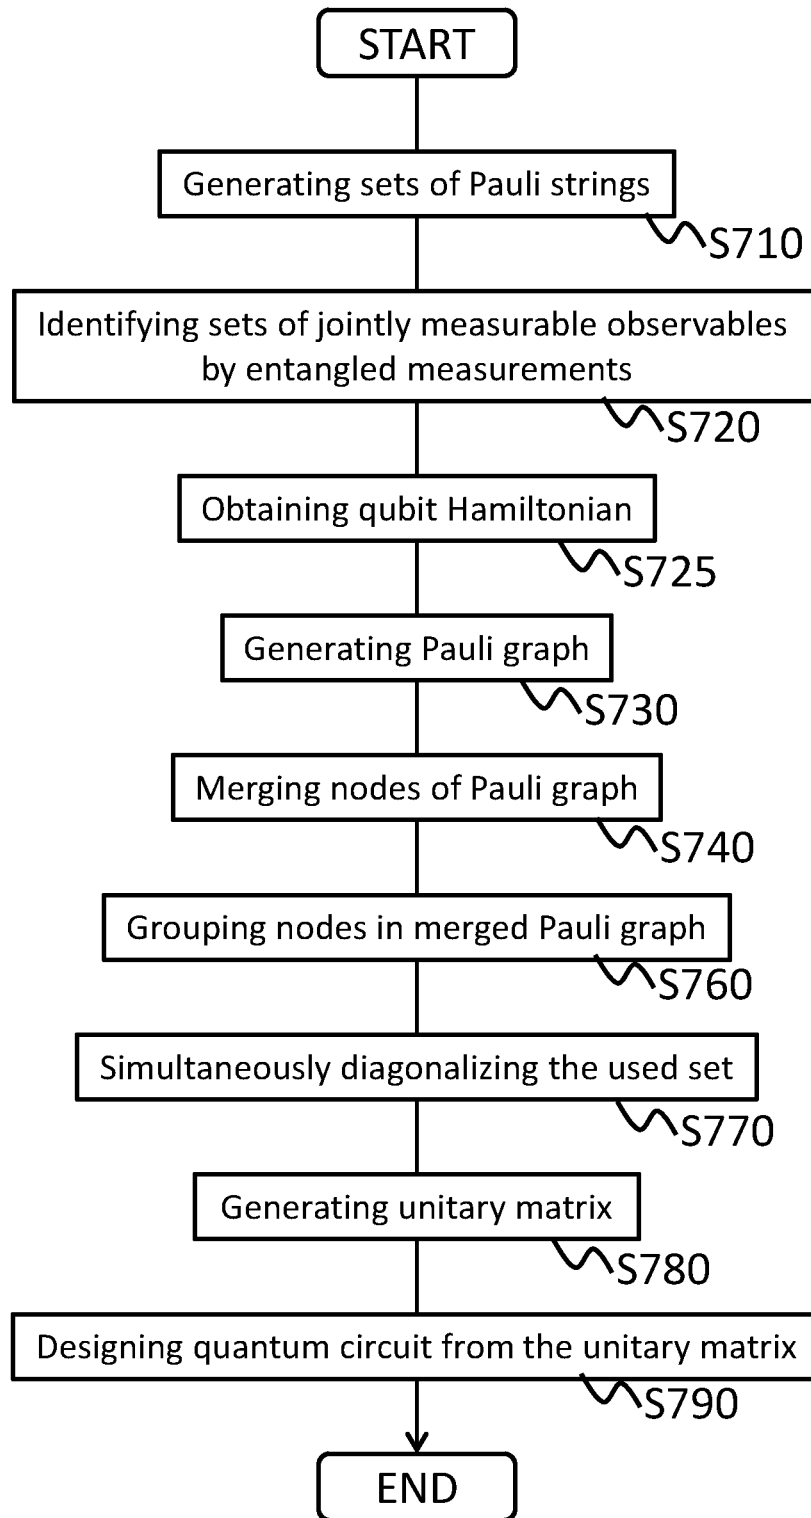 START
Generating sets of Pauli strings
S710
Identifying sets of jointly measurable observables
by entangled measurements
S720
Obtaining qubit Hamiltonian
S725
Generating Pauli graph
S730
Merging nodes of Pauli graph
S740
Grouping nodes in merged Pauli graph
S760
Simultaneously diagonalizing the used set
S770
Generating unitary matrix
S780
Designing quantum circuit from the unitary matrix
S790
END